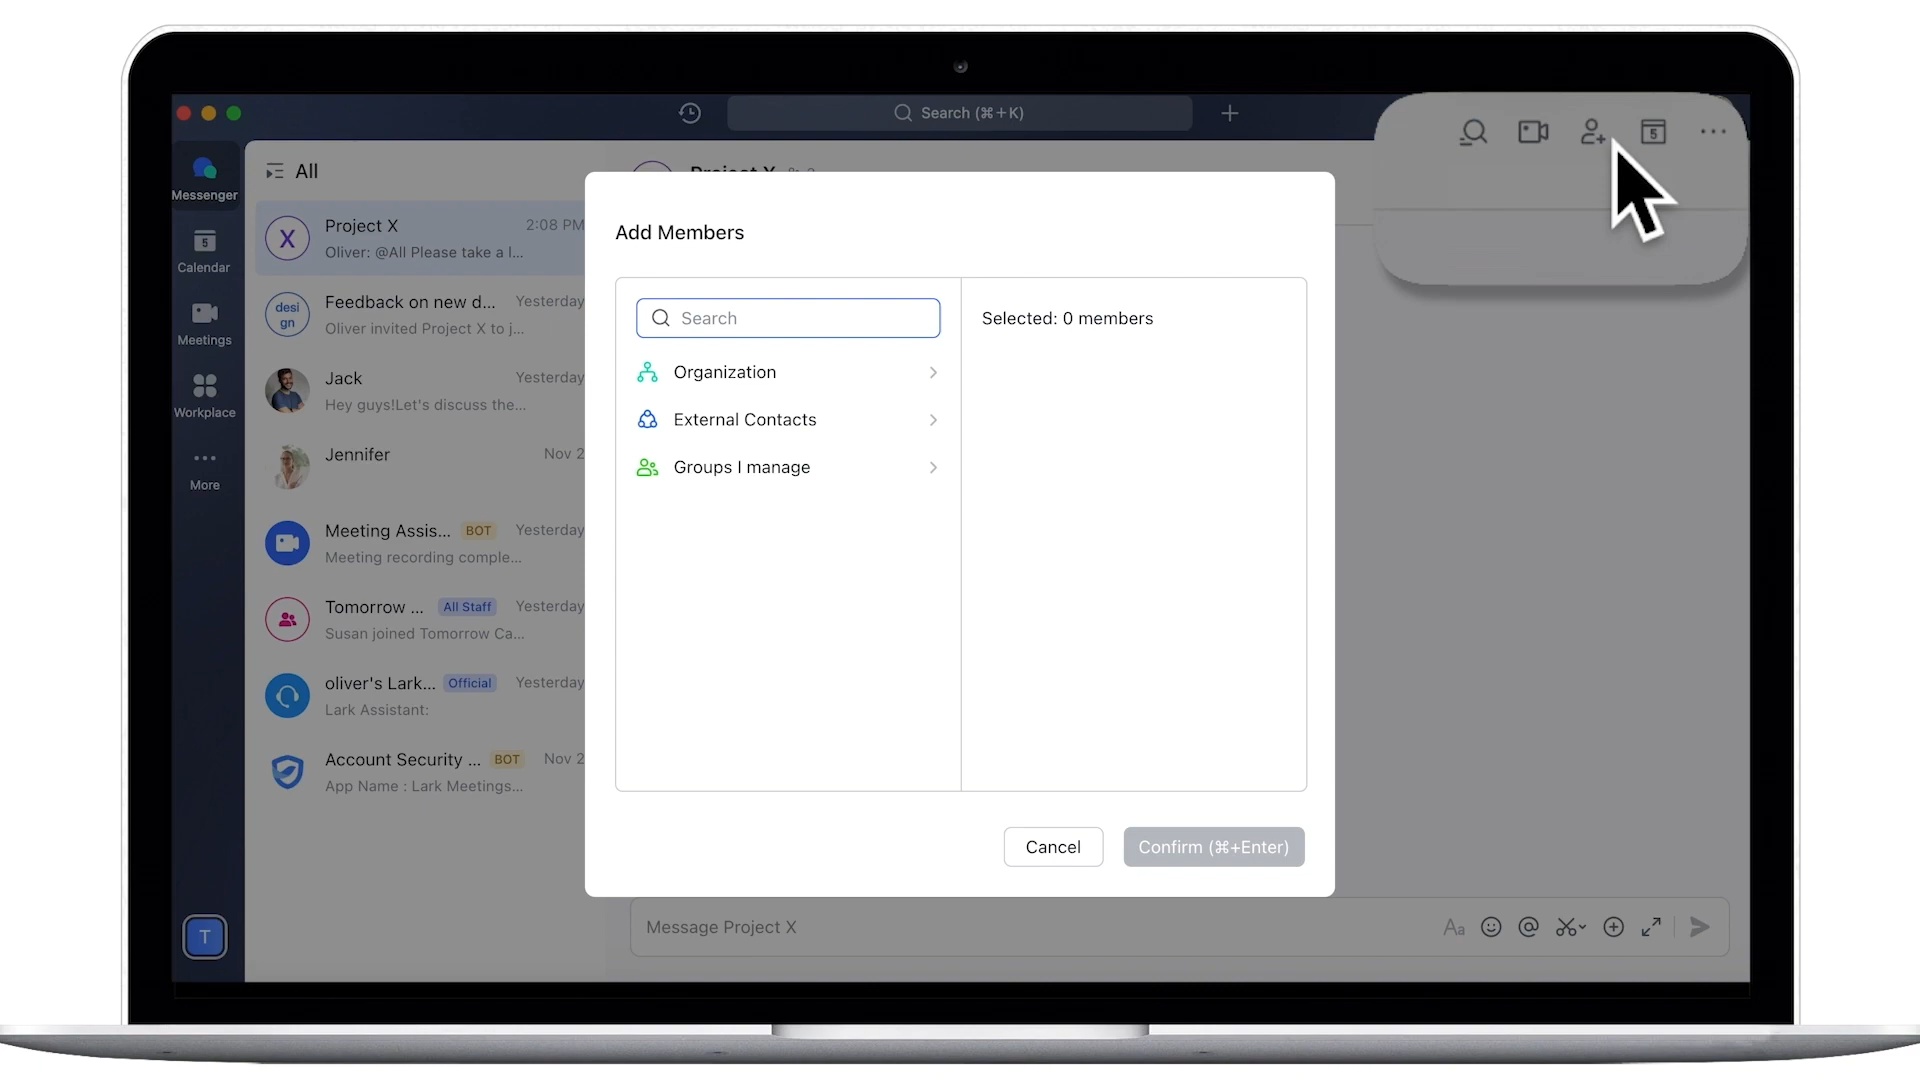 Search (⌘+K)
5
Messenger
5
Calendar
Meetings
Workplace
More
T
All
X
Project X
2:08 PM
Oliver: @All Please take a l...
desi
gn
Feedback on new d...
Yesterday
Oliver invited Project X to j...
Jack
Yesterday
Hey guys!Let's discuss the...
Jennifer
Nov 2
Meeting Assis...
BOT
Yesterday
Meeting recording comple...
Tomorrow ...
All Staff
Yesterday
Susan joined Tomorrow Ca...
oliver's Lark...
Official
Yesterday
Lark Assistant:
Account Security ...
BOT
Nov 2
App Name : Lark Meetings...
Project X
Add Members
Search
Organization
External Contacts
Groups I manage
Selected: 0 members
Cancel
Confirm (⌘+Enter)
Message Project X
Aa